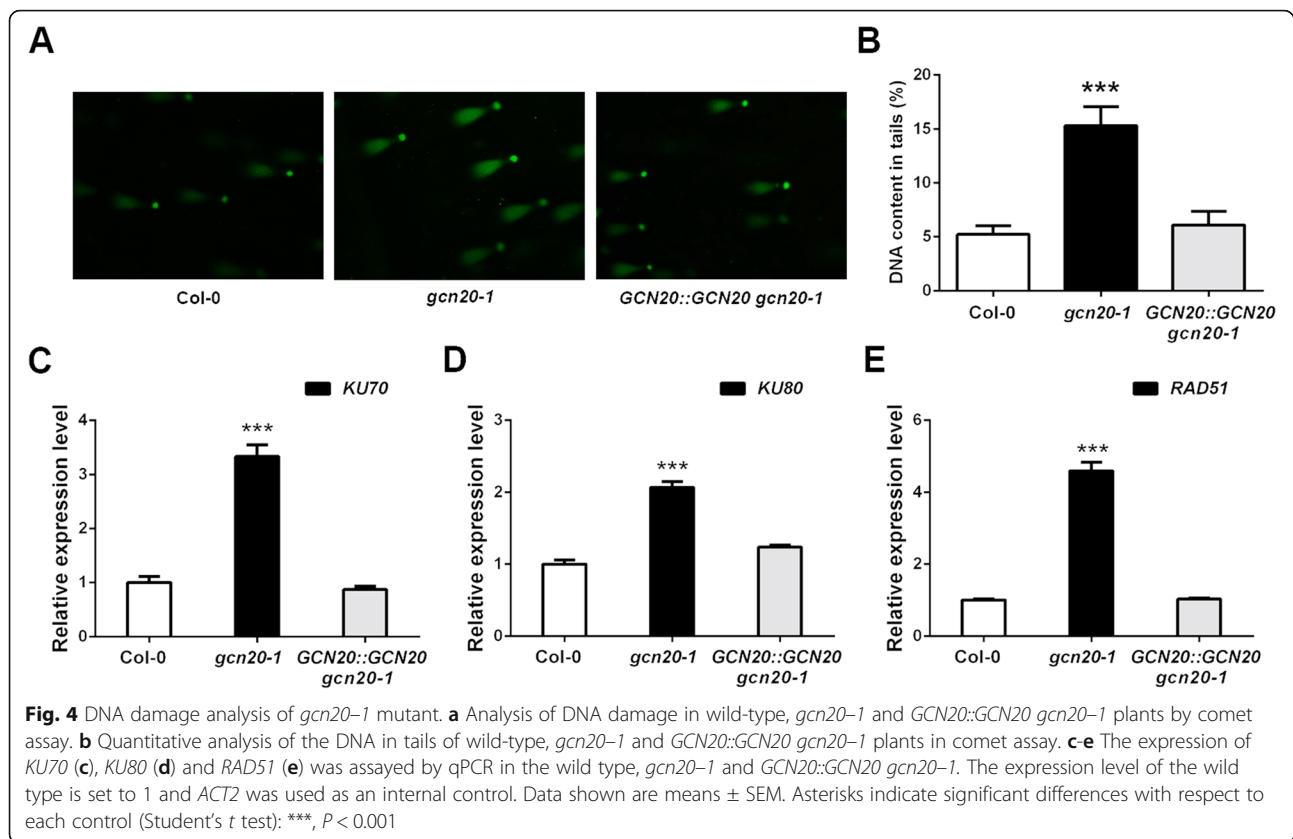 A
Col-0
gcn20-1
GCN20::GCN20 gcn20-1
B
DNA content in tails (%)
20
15
10
5
0
***
Col-0
gcn20-1
GCN20::GCN20
gcn20-1
C
KU70
Relative expression level
4
3
2
1
0
***
Col-0
gcn20-1
GCN20::GCN20
gcn20-1
D
KU80
Relative expression level
3
2
1
0
***
Col-0
gcn20-1
GCN20::GCN20
gcn20-1
E
RAD51
Relative expression level
6
4
2
0
***
Col-0
gcn20-1
GCN20::GCN20
gcn20-1
Fig. 4 DNA damage analysis of gcn20–1 mutant. a Analysis of DNA damage in wild-type, gcn20–1 and GCN20::GCN20 gcn20–1 plants by comet
assay. b Quantitative analysis of the DNA in tails of wild-type, gcn20–1 and GCN20::GCN20 gcn20–1 plants in comet assay. c-e The expression of
KU70 (c), KU80 (d) and RAD51 (e) was assayed by qPCR in the wild type, gcn20–1 and GCN20::GCN20 gcn20–1. The expression level of the wild
type is set to 1 and ACT2 was used as an internal control. Data shown are means ± SEM. Asterisks indicate significant differences with respect to
each control (Student's t test): ***, P < 0.001